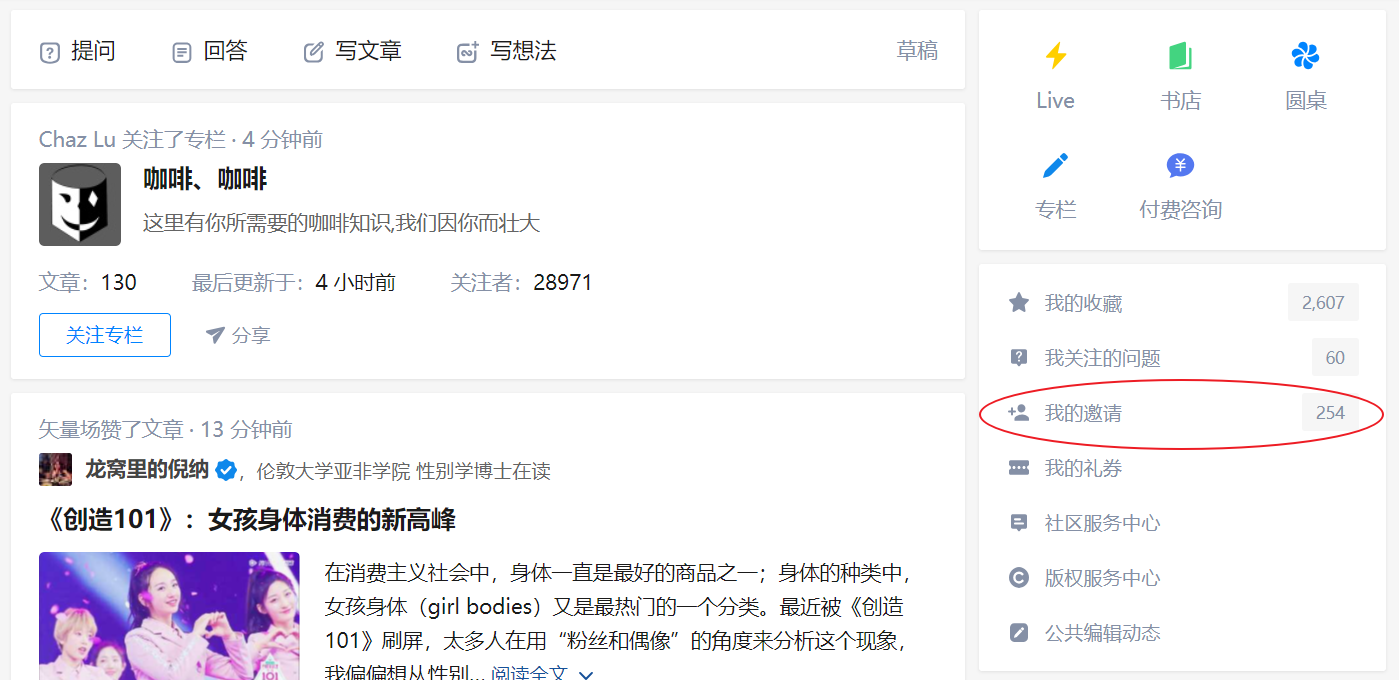 提问 回答 写文章 写想法 草稿
Chaz Lu 关注了专栏 · 4 分钟前
咖啡、咖啡
这里有你所需要的咖啡知识,我们因你而壮大
文章：130 最后更新于：4 小时前 关注者：28971
关注专栏 分享
矢量场赞了文章 · 13 分钟前
龙窝里的倪纳，伦敦大学亚非学院 性别学博士在读
《创造101》：女孩身体消费的新高峰
在消费主义社会中，身体一直是最好的商品之一；身体的种类中，
女孩身体（girl bodies）又是最热门的一个分类。最近被《创造
101》刷屏，太多人在用“粉丝和偶像”的角度来分析这个现象，
我偏偏想从性别... 阅读全文
101
Live 书店 圆桌
专栏 付费咨询
我的收藏 2,607
我关注的问题 60
我的邀请 254
我的礼券
社区服务中心
版权服务中心
公共编辑动态